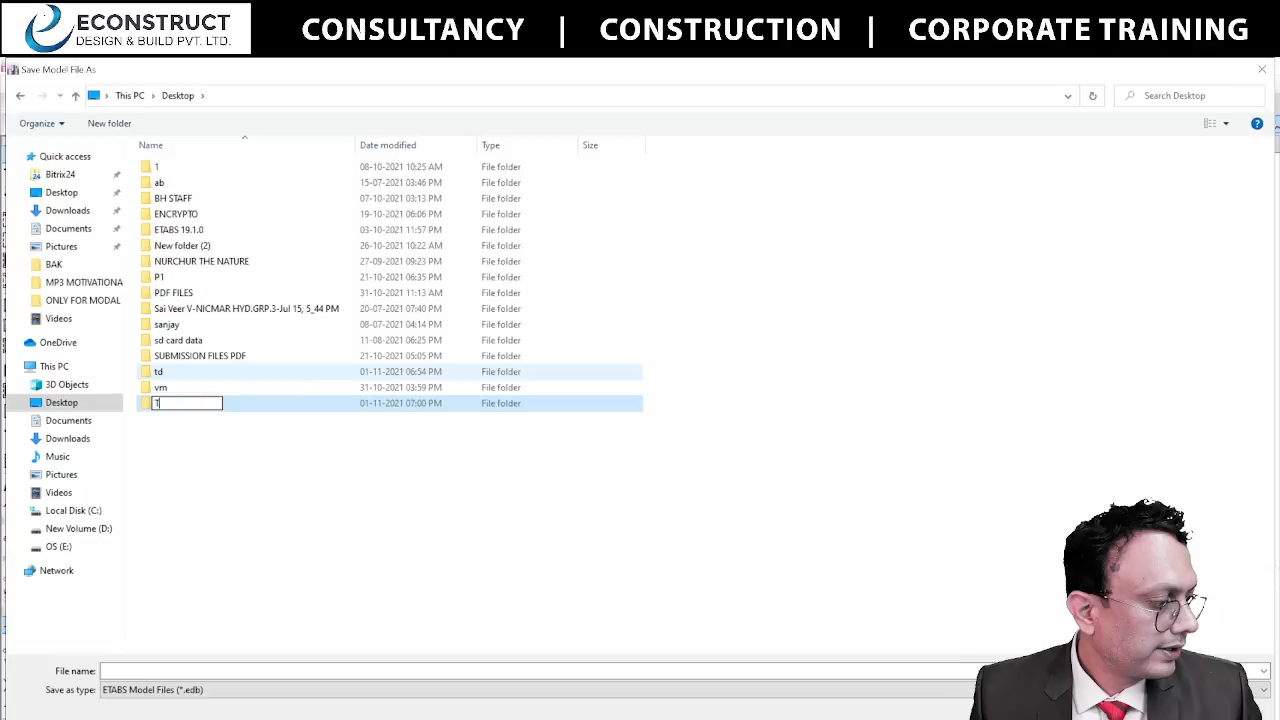 ECONSTRUCT
DESIGN & BUILD PVT. LTD.
CONSULTANCY | CONSTRUCTION | CORPORATE TRAINING
Save Model File As
This PC > Desktop >
Search Desktop
Organize
New folder
Name Date modified Type Size
Quick access
Bitrix24
Desktop
Downloads
Documents
Pictures
BAK
MP3 MOTIVATIONA
ONLY FOR MODAL
Videos
OneDrive
This PC
3D Objects
Desktop
Documents
Downloads
Music
Pictures
Videos
Local Disk (C:)
New Volume (D:)
OS (E:)
Network
1 08-10-2021 10:25 AM File folder
ab 15-07-2021 03:46 PM File folder
BH STAFF 07-10-2021 03:13 PM File folder
ENCRYPTO 19-10-2021 06:06 PM File folder
ETABS 19.1.0 03-10-2021 11:57 PM File folder
New folder (2) 26-10-2021 10:22 AM File folder
NURCHUR THE NATURE 27-09-2021 09:23 PM File folder
P1 21-10-2021 06:35 PM File folder
PDF FILES 31-10-2021 11:13 AM File folder
Sai Veer V-NICMAR HYD.GRP.3-Jul 15, 5_44 PM 20-07-2021 07:40 PM File folder
sanjay 08-07-2021 04:14 PM File folder
sd card data 11-08-2021 06:25 PM File folder
SUBMISSION FILES PDF 21-10-2021 05:05 PM File folder
td 01-11-2021 06:54 PM File folder
vm 31-10-2021 03:59 PM File folder
T 01-11-2021 07:00 PM File folder
File name:
Save as type: ETABS Model Files (*.edb)